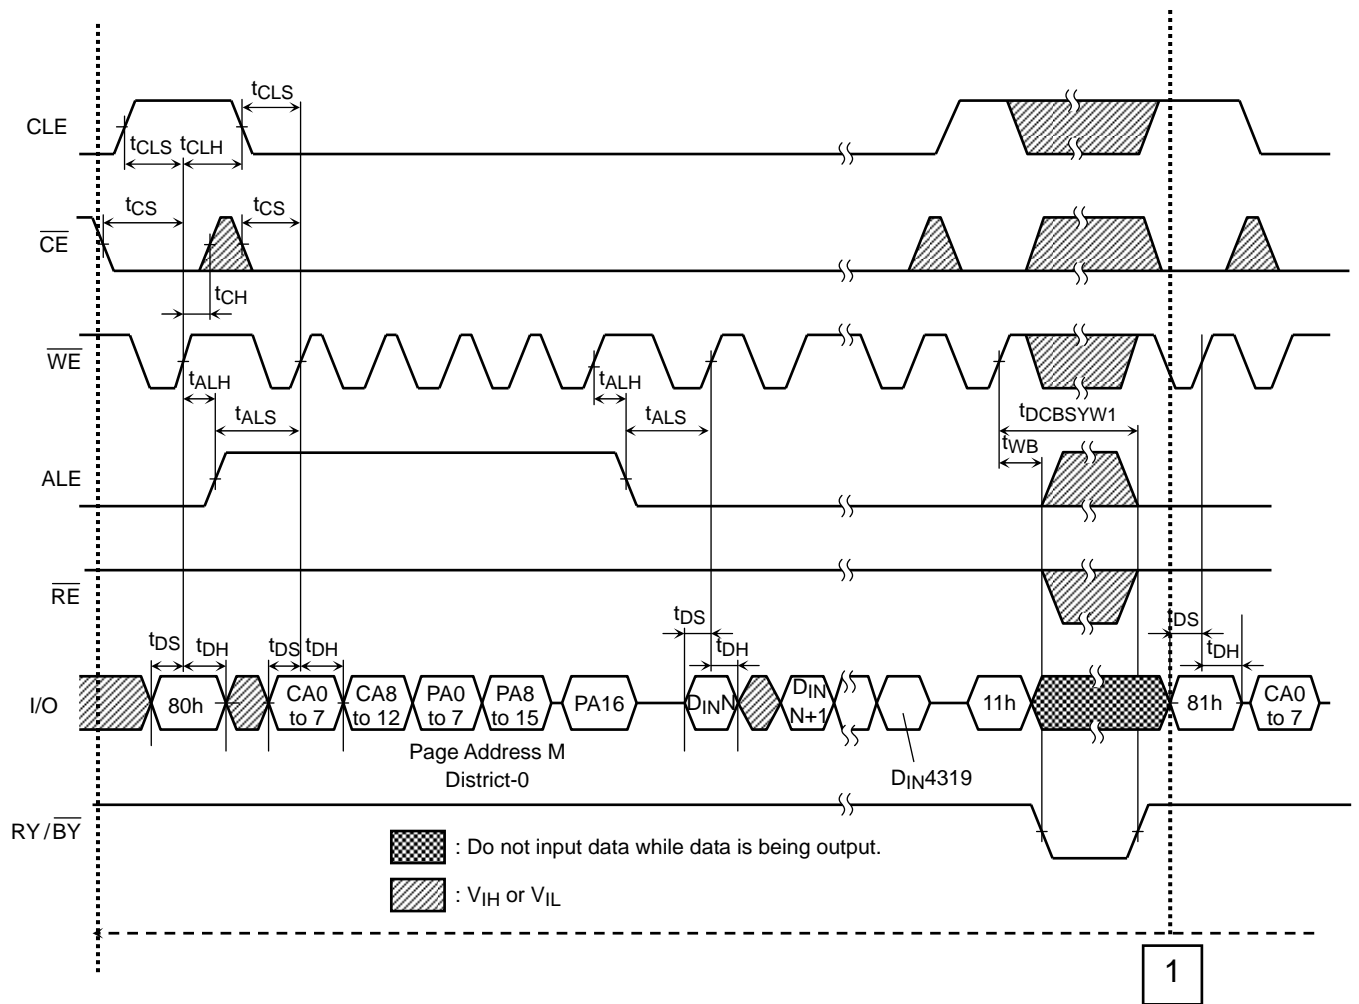 tCLS
CLE
tCLS
tCLH
tCS
tCS
CE
tCH
WE
tALH
tALH
tALS
tALS
tDCBSYW1
tWB
ALE
RE
tDS
tDH
tDS
tDH
tDS
tDH
tDS
tDH
I/O
80h
CA0 to 7
CA8 to 12
PA0 to 7
PA8 to 15
PA16
DINN
DIN N+1
11h
81h
CA0 to 7
Page Address M
District-0
DIN4319
RY/BY
: Do not input data while data is being output.
: VIH or VIL
1